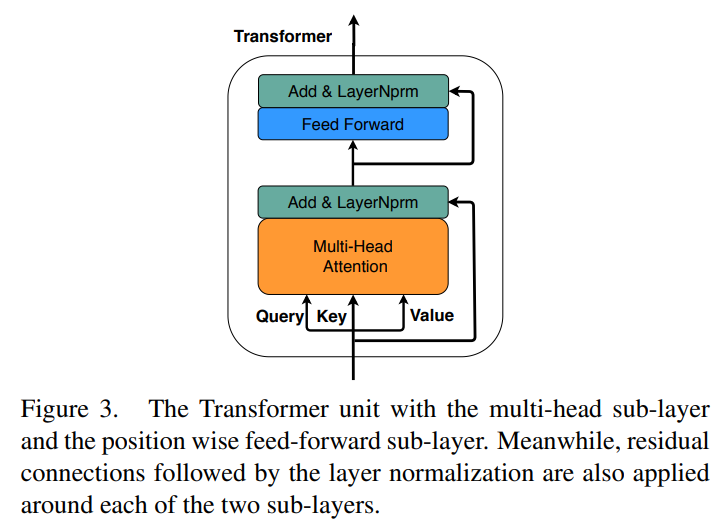 Transformer
Add & LayerNprm
Feed Forward
Add & LayerNprm
Multi-Head
Attention
Query Key Value
Figure 3. The Transformer unit with the multi-head sub-layer
and the position wise feed-forward sub-layer. Meanwhile, residual
connections followed by the layer normalization are also applied
around each of the two sub-layers.